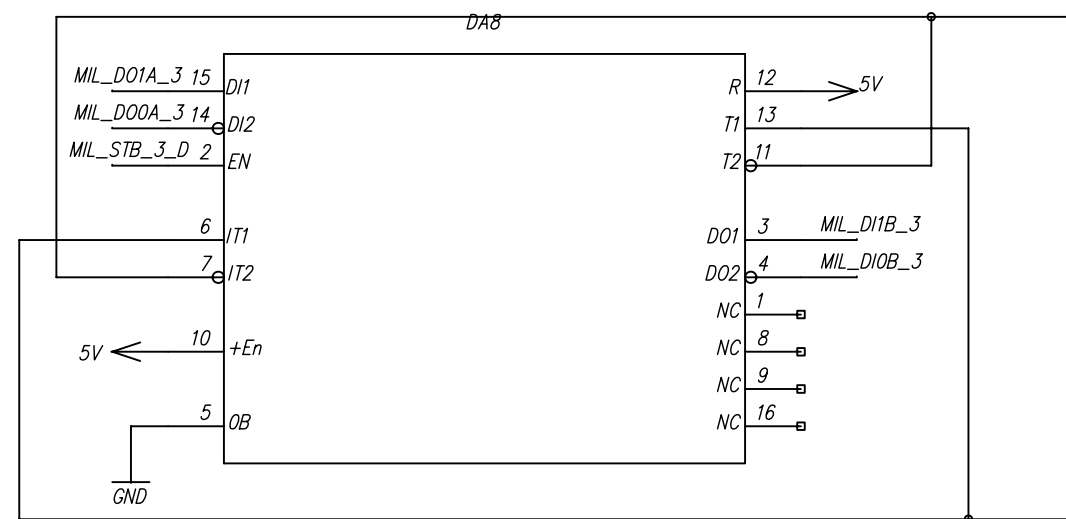 DA8
MIL_DO1A_3 15 DI1
R 12 5V
MIL_DO0A_3 14 DI2
T1 13
MIL_STB_3_D 2 EN
T2 11
6 IT1
DO1 3 MIL_DI1B_3
7 IT2
DO2 4 MIL_DI0B_3
NC 1
5V 10 +En
NC 8
NC 9
5 0B
NC 16
GND